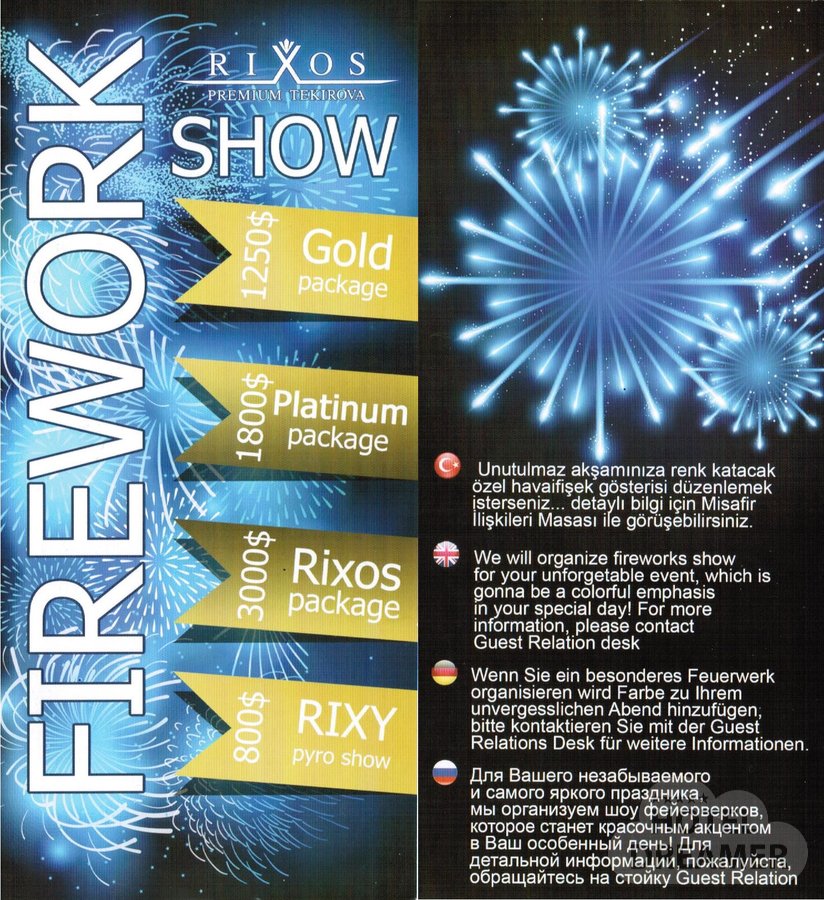 FIREWORK
RIXOS
PREMIUM TEKIROVA
SHOW
1250$
Gold
package
1800$
Platinum
package
3000$
Rixos
package
800$
RIXY
pyro show
Unutulmaz akşamınıza renk katacak
özel havaifişek gösterisi düzenlemek
isterseniz... detaylı bilgi için Misafir
İlişkileri Masası ile görüşebilirsiniz.
We will organize fireworks show
for your unforgetable event, which is
gonna be a colorful emphasis
in your special day! For more
information, please contact
Guest Relation desk
Wenn Sie ein besonderes Feuerwerk
organisieren wird Farbe zu Ihrem
unvergesslichen Abend hinzufügen,
bitte kontaktieren Sie mit der Guest
Relations Desk für weitere Informationen.
Для Вашего незабываемого
и самого яркого праздника,
мы организуем шоу фейерверков,
которое станет красочным акцентом
в Ваш особенный день! Для
детальной информации, пожалуйста,
обращайтесь на стойку Guest Relation
DREAMER